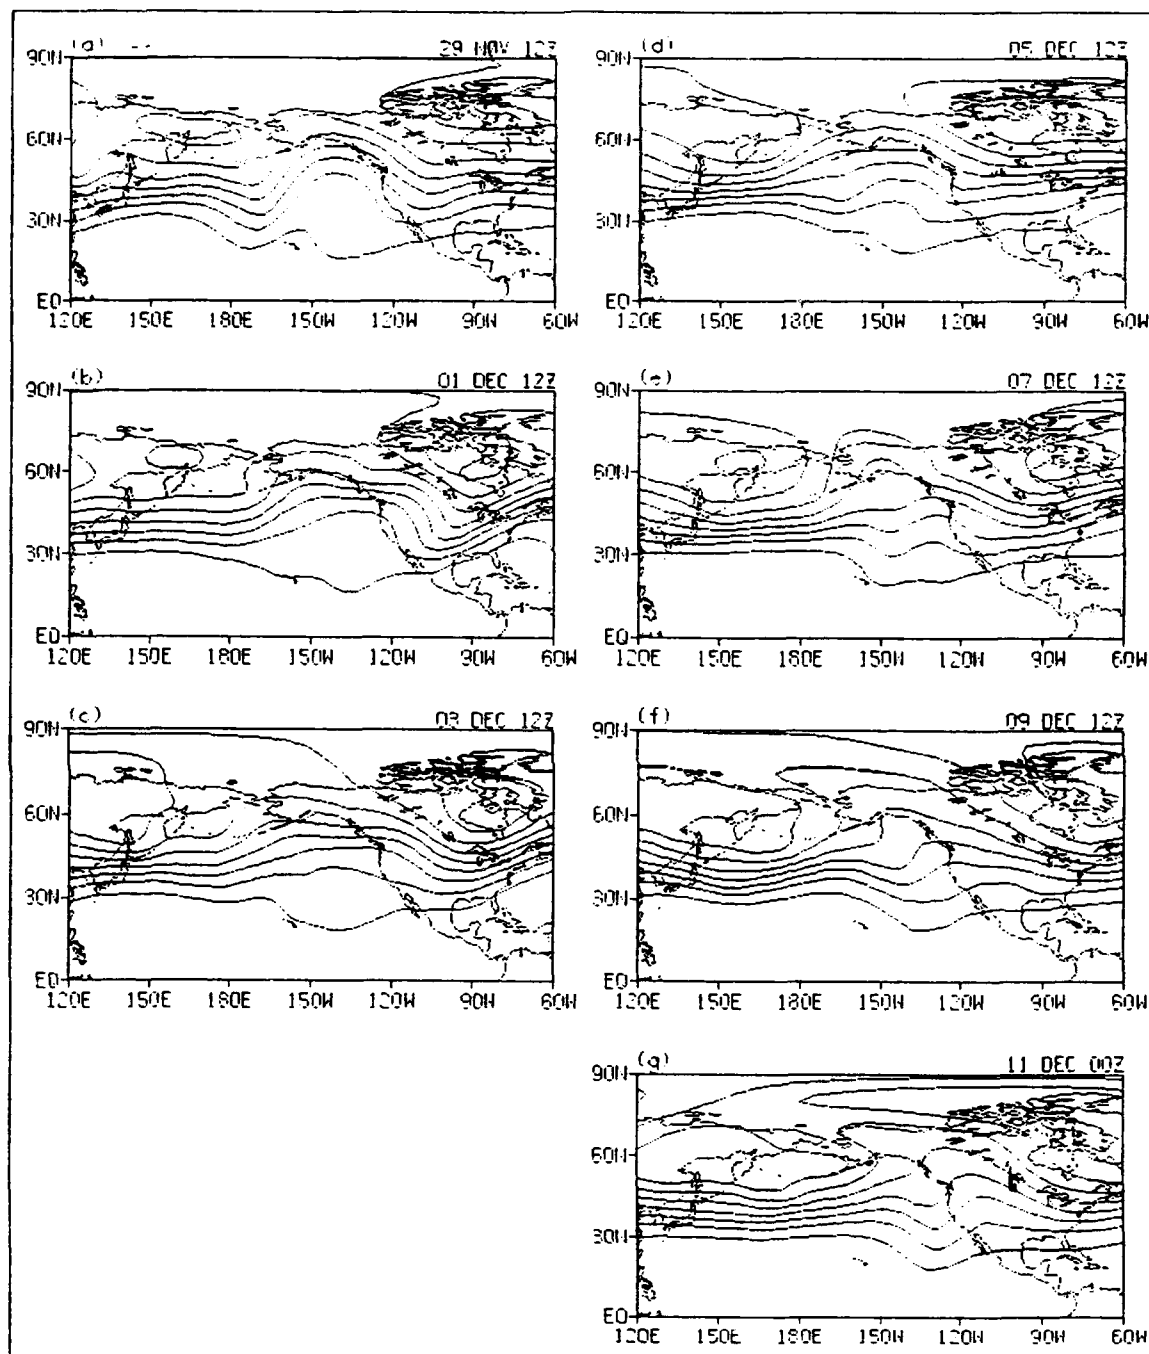 (a) 29 NOV 12Z
90N
60N
30N
EQ
120E 150E 180E 150W 120W 90W 60W
(b) 01 DEC 12Z
90N
60N
30N
EQ
120E 150E 180E 150W 120W 90W 60W
(c) 03 DEC 12Z
90N
60N
30N
EQ
120E 150E 180E 150W 120W 90W 60W
(d) 05 DEC 12Z
90N
60N
30N
EQ
120E 150E 180E 150W 120W 90W 60W
(e) 07 DEC 12Z
90N
60N
30N
EQ
120E 150E 180E 150W 120W 90W 60W
(f) 09 DEC 12Z
90N
60N
30N
EQ
120E 150E 180E 150W 120W 90W 60W
(g) 11 DEC 00Z
90N
60N
30N
EQ
120E 150E 180E 150W 120W 90W 60W